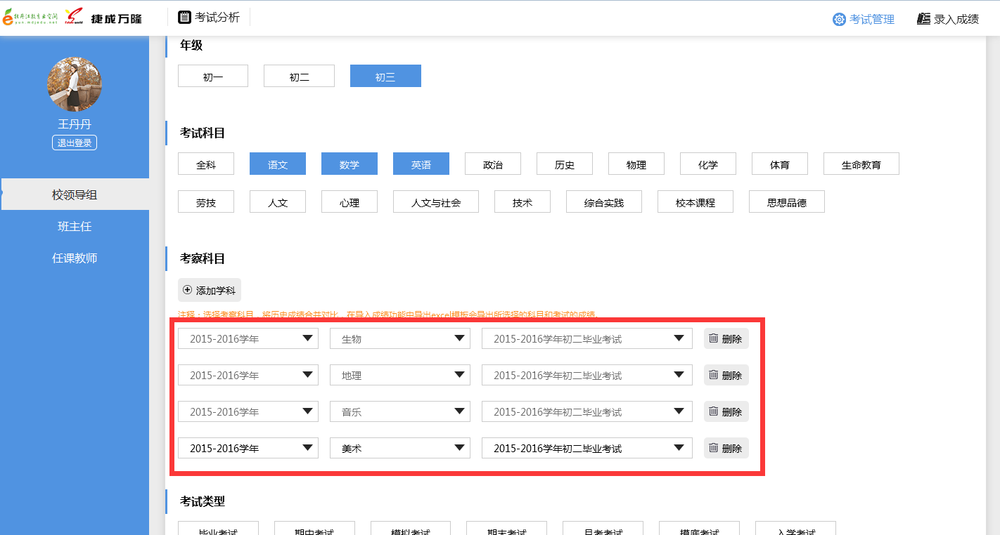 牡丹江教育云空间
yun.mdjedu.net
Future world
捷成万隆
考试分析
考试管理
录入成绩
王丹丹
退出登录
校领导组
班主任
任课教师
年级
初一 初二 初三
考试科目
全科 语文 数学 英语 政治 历史 物理 化学 体育 生命教育
劳技 人文 心理 人文与社会 技术 综合实践 校本课程 思想品德
考察科目
添加学科
注释：选择考察科目，将历史成绩合并对比，在导入成绩功能中导出excel模板会导出所选择的科目和考试的成绩。
2015-2016学年 生物 2015-2016学年初二毕业考试 删除
2015-2016学年 地理 2015-2016学年初二毕业考试 删除
2015-2016学年 音乐 2015-2016学年初二毕业考试 删除
2015-2016学年 美术 2015-2016学年初二毕业考试 删除
考试类型
毕业考试 期中考试 模拟考试 期末考试 月考考试 摸底考试 入学考试